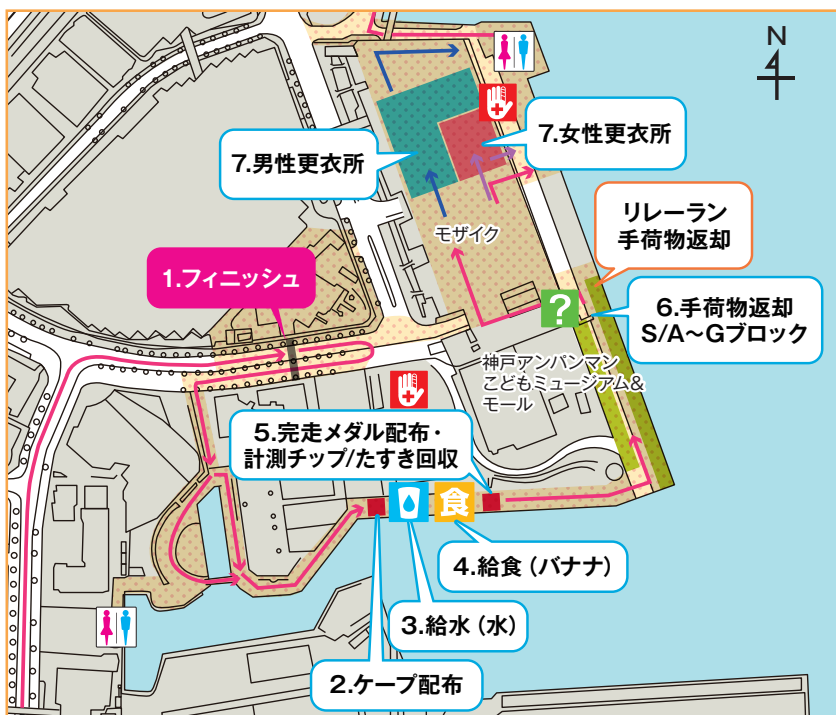 N
7.男性更衣所
7.女性更衣所
モザイク
リレーラン
手荷物返却
1.フィニッシュ
?
6.手荷物返却
S/A~Gブロック
神戸アンパンマン
こどもミュージアム&
モール
5.完走メダル配布・
計測チップ/たすき回収
食
4.給食(バナナ)
3.給水(水)
2.ケープ配布